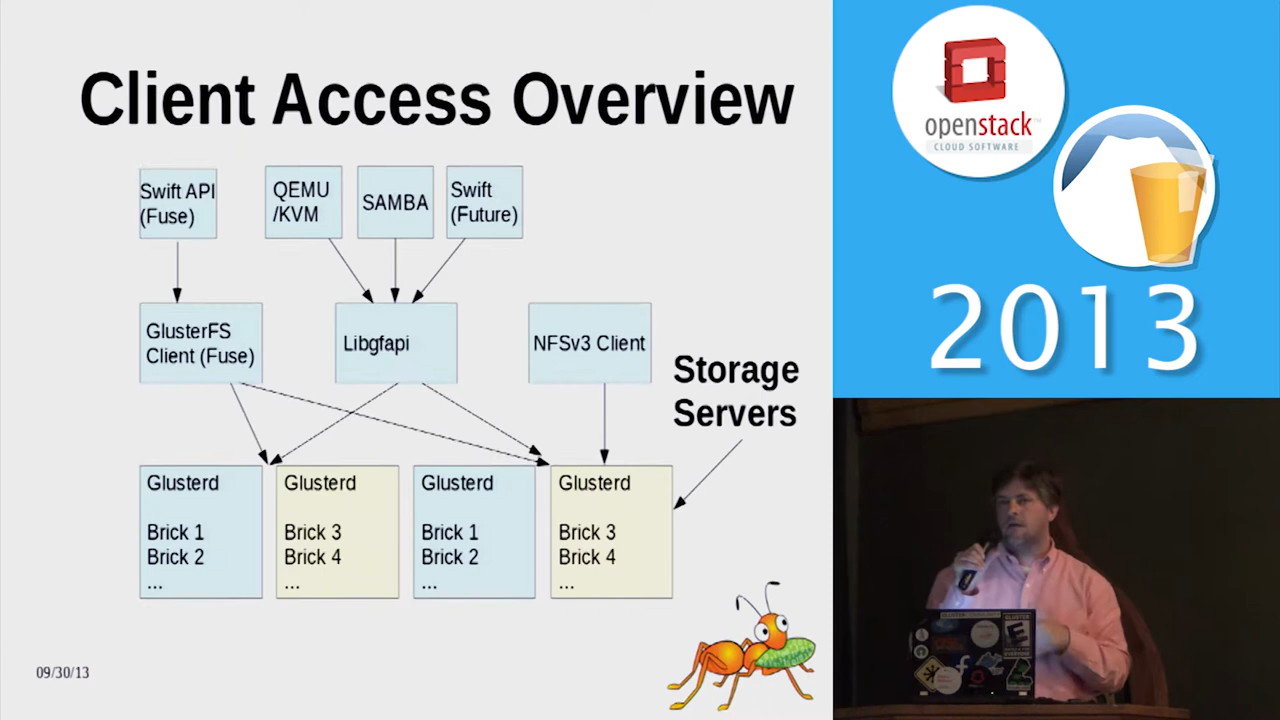 Client Access Overview
Swift API
(Fuse)
QEMU
/KVM
SAMBA
Swift
(Future)
GlusterFS
Client (Fuse)
Libgfapi
NFSv3 Client
Storage
Servers
Glusterd
Brick 1
Brick 2
...
Glusterd
Brick 3
Brick 4
...
Glusterd
Brick 1
Brick 2
...
Glusterd
Brick 3
Brick 4
...
09/30/13
openstack
CLOUD SOFTWARE
2013
GLUSTER
E